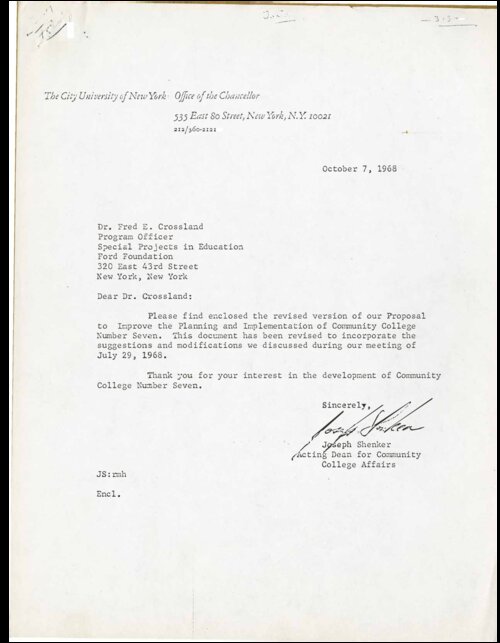 The City University of New York Office of the Chancellor
535 East 80 Street, New York, N.Y. 10021
212/360-2121
October 7, 1968
Dr. Fred E. Crossland
Program Officer
Special Projects in Education
Ford Foundation
320 East 43rd Street
New York, New York
Dear Dr. Crossland:
Please find enclosed the revised version of our Proposal
to Improve the Planning and Implementation of Community College
Number Seven. This document has been revised to incorporate the
suggestions and modifications we discussed during our meeting of
July 29, 1968.
Thank you for your interest in the development of Community
College Number Seven.
Sincerely,
Joseph Shenker
Joseph Shenker
Acting Dean for Community
College Affairs
JS:rmh
Encl.